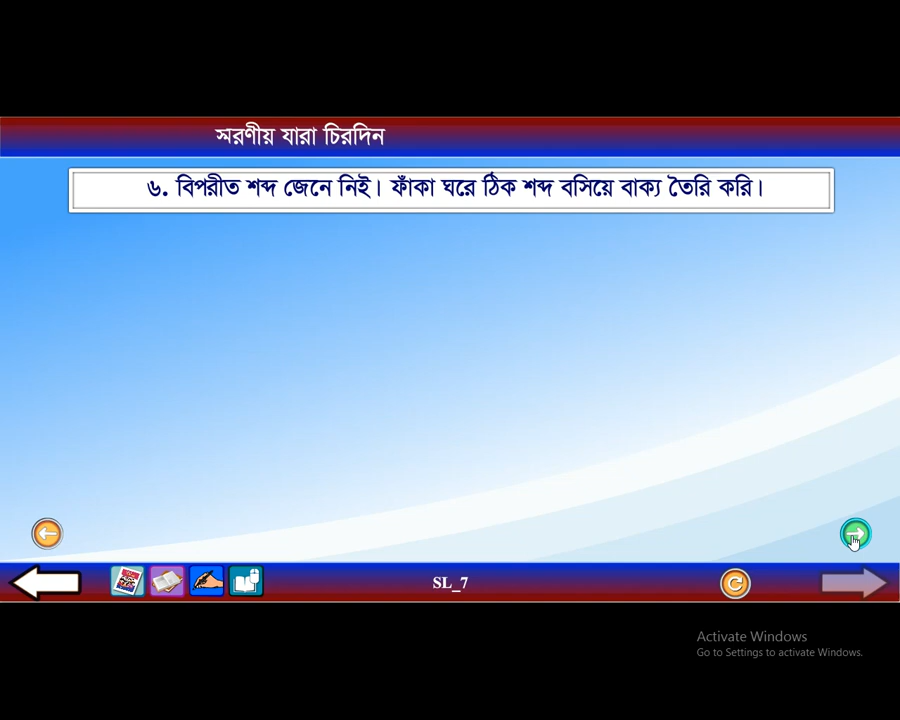 স্মরণীয় যারা চিরদিন
৬. বিপরীত শব্দ জেনে নিই। ফাঁকা ঘরে ঠিক শব্দ বসিয়ে বাক্য তৈরি করি।
SL_7
Activate Windows
Go to Settings to activate Windows.